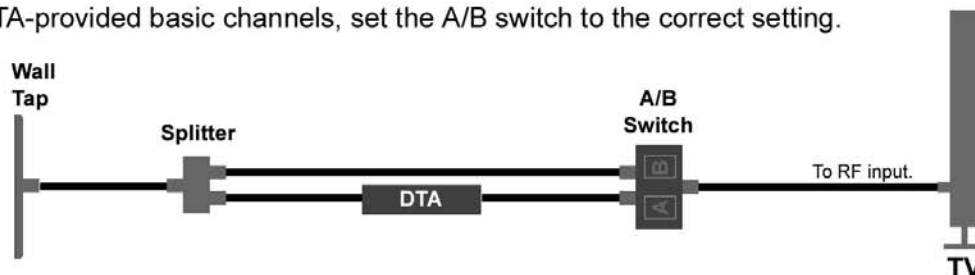 TA-provided basic channels, set the A/B switch to the correct setting.
Wall
Tap
Splitter
A/B
Switch
B
A
DTA
To RF input.
TV